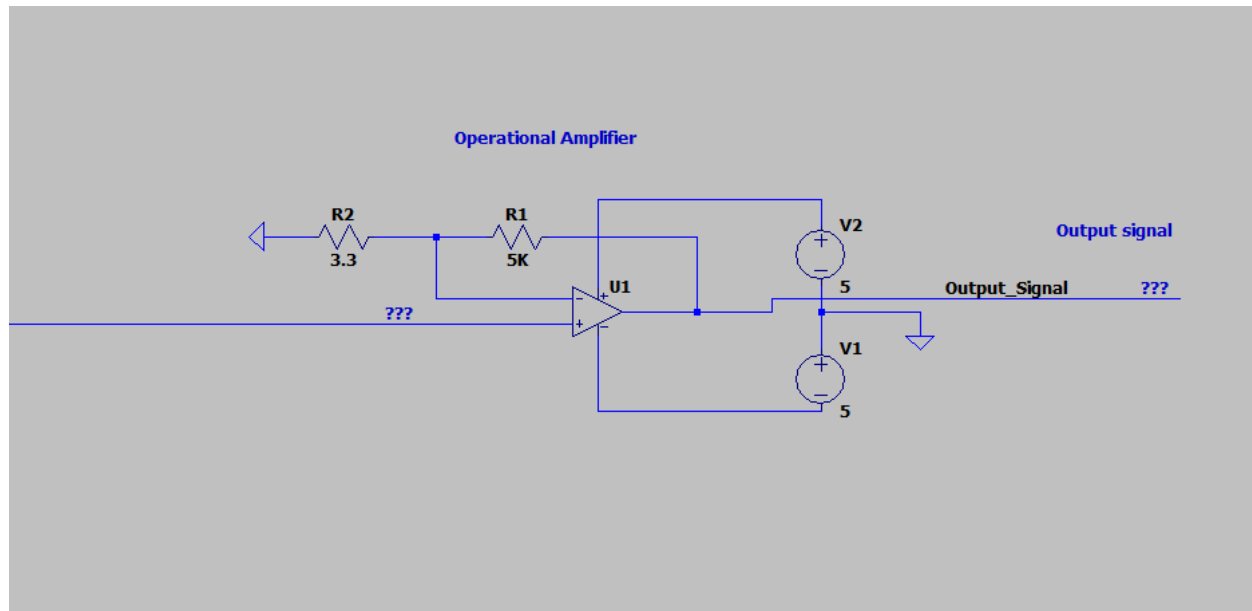 Operational Amplifier
R2
R1
V2
Output signal
3.3
5K
U1
5
Output_Signal
???
???
V1
5